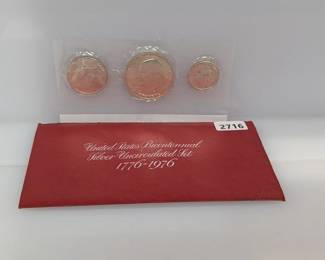 2716
United States Bicentennial
Silver Uncirculated Set
1776-1976